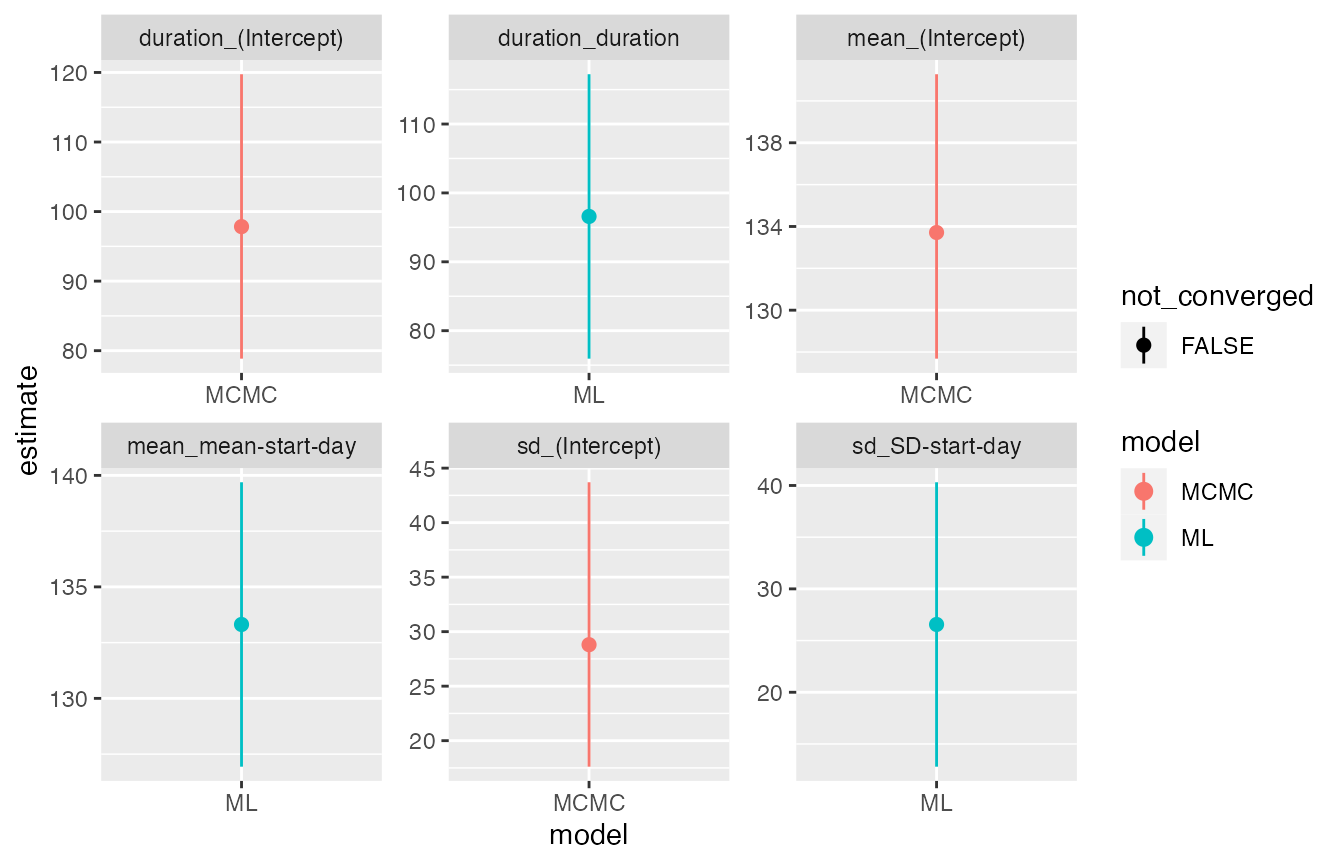 duration_(Intercept)
duration_duration
mean_(Intercept)
120
110
100
90
80
110
100
90
80
138
134
130
MCMC
ML
MCMC
estimate
mean_mean-start-day
sd_(Intercept)
sd_SD-start-day
140
135
130
45
40
35
30
25
20
40
30
20
ML
MCMC
ML
model
not_converged
FALSE
model
MCMC
ML